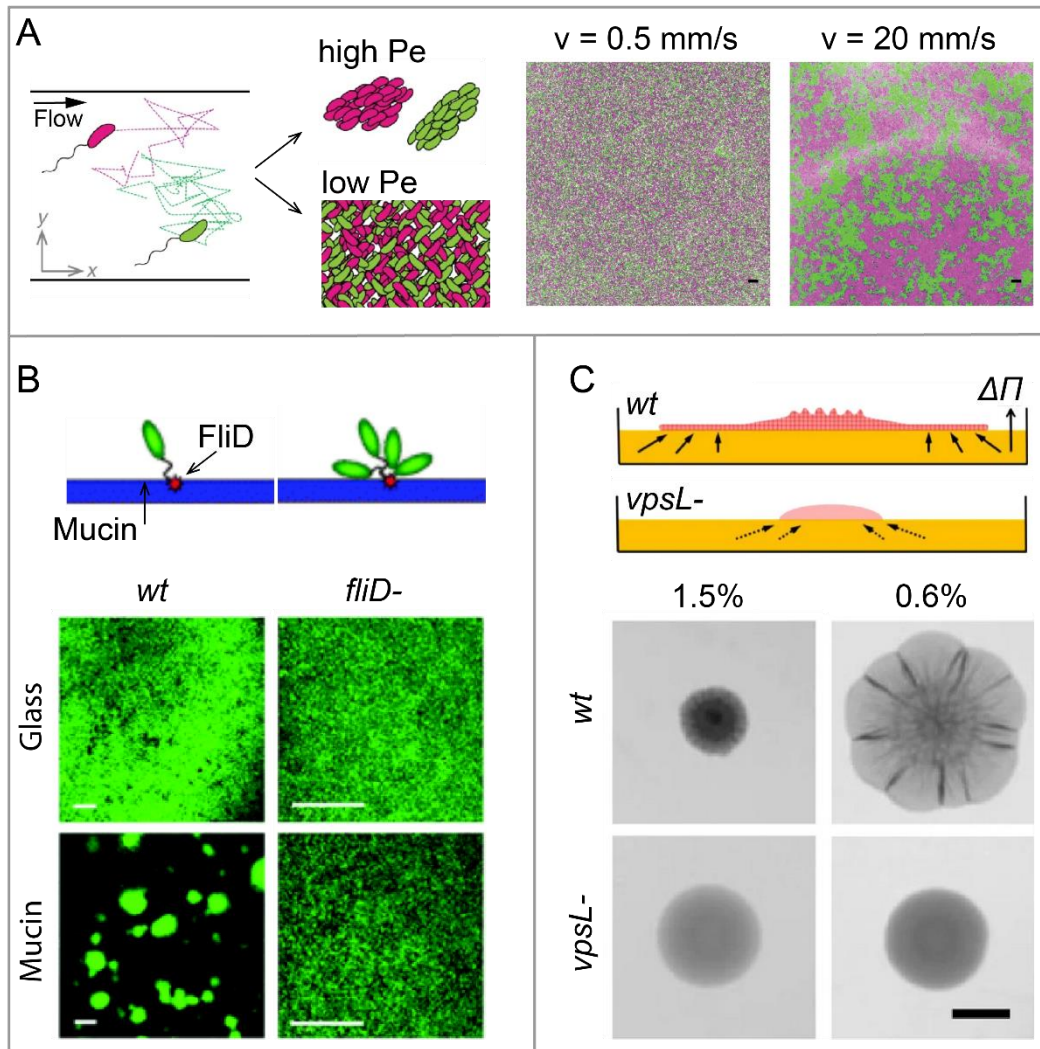 A
Flow
y
x
high Pe
low Pe
v = 0.5 mm/s
v = 20 mm/s
B
FliD
Mucin
wt
fliD-
Glass
Mucin
C
wt
ΔΠ
vpsL-
1.5%
0.6%
wt
vpsL-